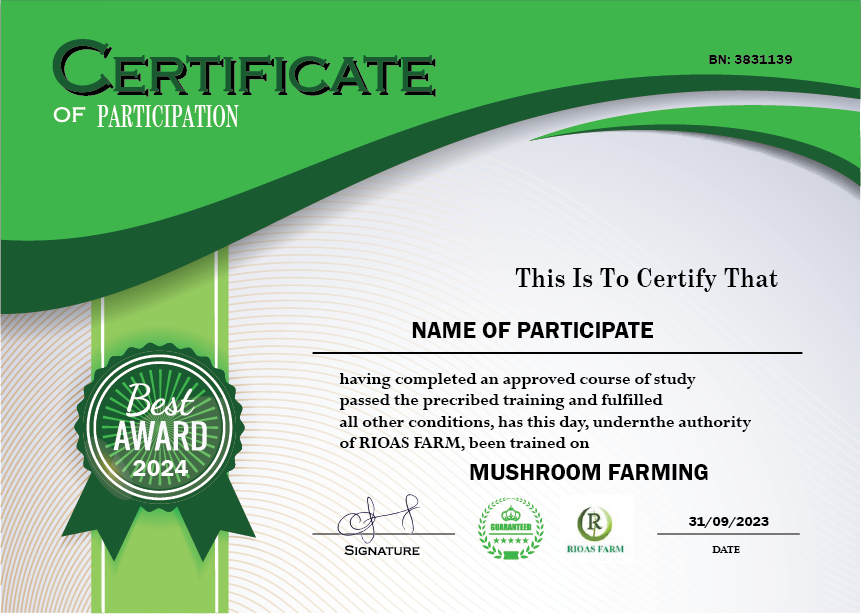 CERTIFICATE
BN: 3831139
OF PARTICIPATION
This Is To Certify That
NAME OF PARTICIPATE
having completed an approved course of study
passed the precribed training and fulfilled
all other conditions, has this day, undernthe authority
of RIOAS FARM, been trained on
MUSHROOM FARMING
Best
AWARD
2024
SIGNATURE
GUARANTEED
R
RIOAS FARM
31/09/2023
DATE